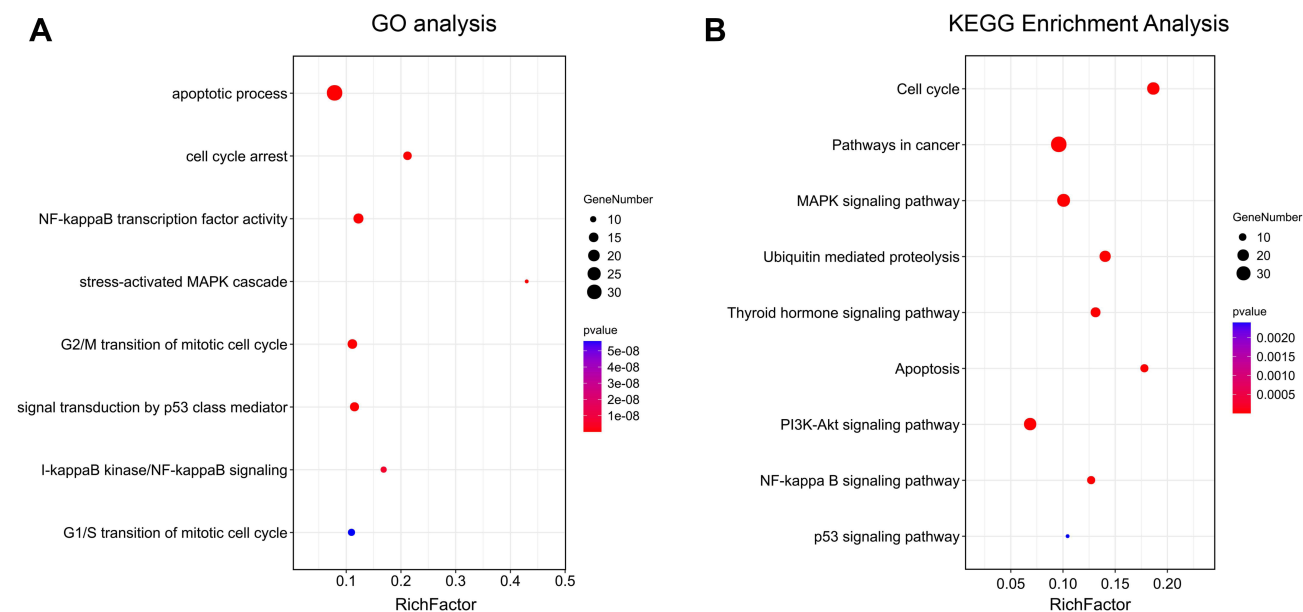 A
GO analysis
apoptotic process
cell cycle arrest
NF-kappaB transcription factor activity
stress-activated MAPK cascade
G2/M transition of mitotic cell cycle
signal transduction by p53 class mediator
I-kappaB kinase/NF-kappaB signaling
G1/S transition of mitotic cell cycle
0.1 0.2 0.3 0.4 0.5
RichFactor
GeneNumber
10
15
20
25
30
pvalue
5e-08
4e-08
3e-08
2e-08
1e-08
B
KEGG Enrichment Analysis
Cell cycle
Pathways in cancer
MAPK signaling pathway
Ubiquitin mediated proteolysis
Thyroid hormone signaling pathway
Apoptosis
PI3K-Akt signaling pathway
NF-kappa B signaling pathway
p53 signaling pathway
0.05 0.10 0.15 0.20
RichFactor
GeneNumber
10
20
30
pvalue
0.0020
0.0015
0.0010
0.0005